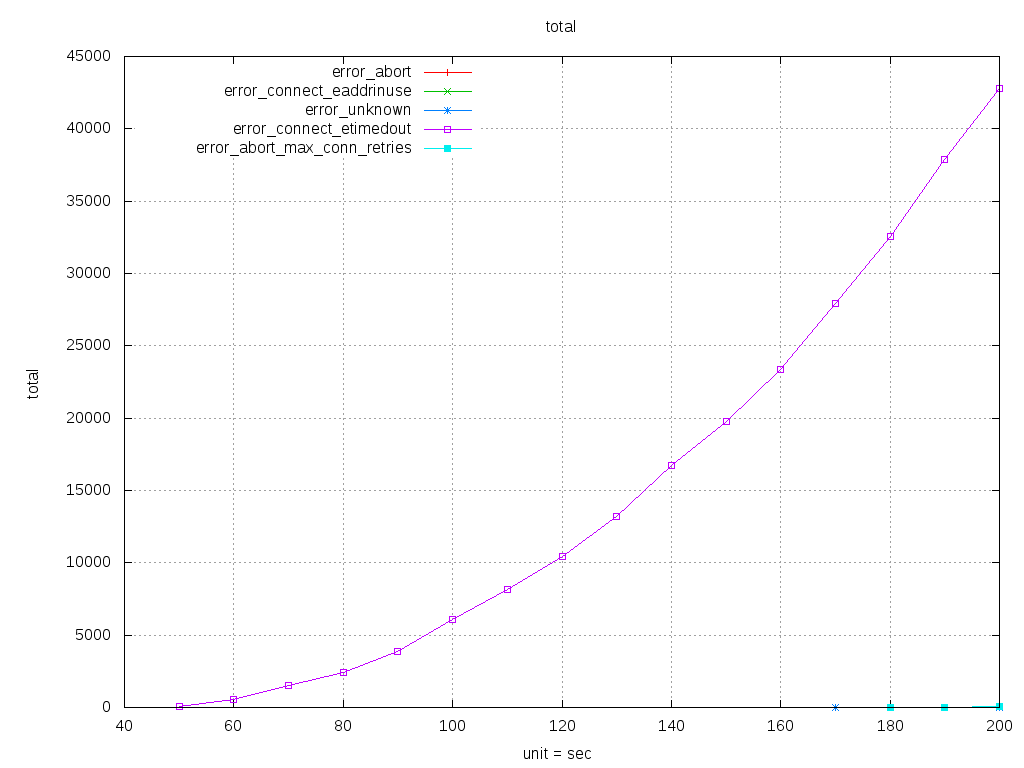 total
45000
40000
35000
30000
25000
20000
15000
10000
5000
0
total
error_abort
error_connect_eaddrinuse
error_unknown
error_connect_etimedout
error_abort_max_conn_retries
40 60 80 100 120 140 160 180 200
unit = sec